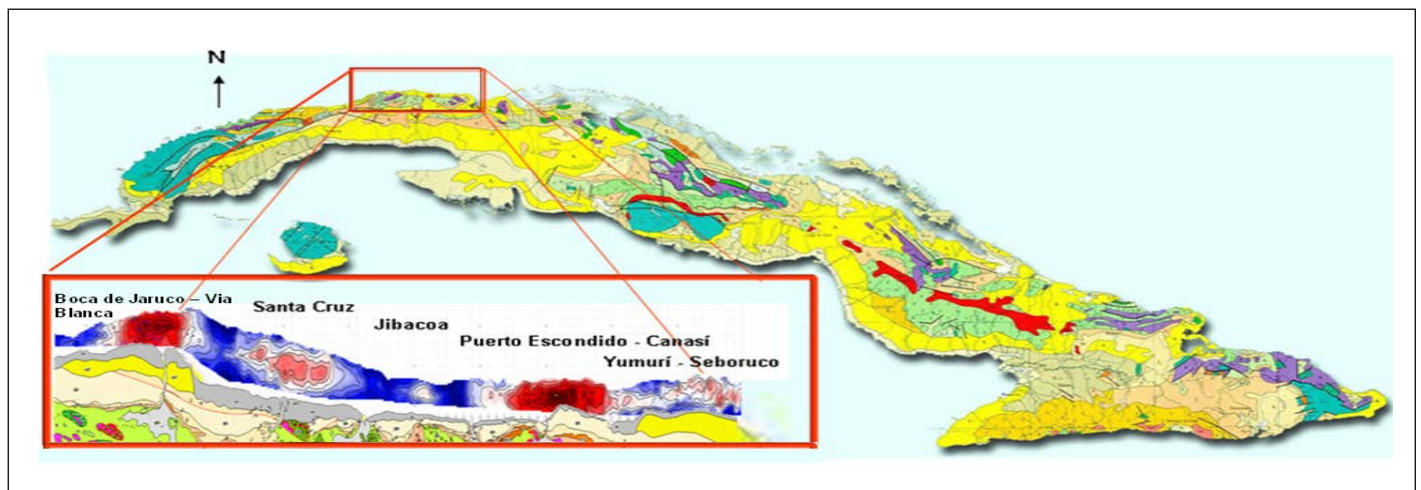 N
Boca de Jaruco – Via
Blanca
Santa Cruz
Jibacoa
Puerto Escondido - Canasí
Yumurí - Seboruco